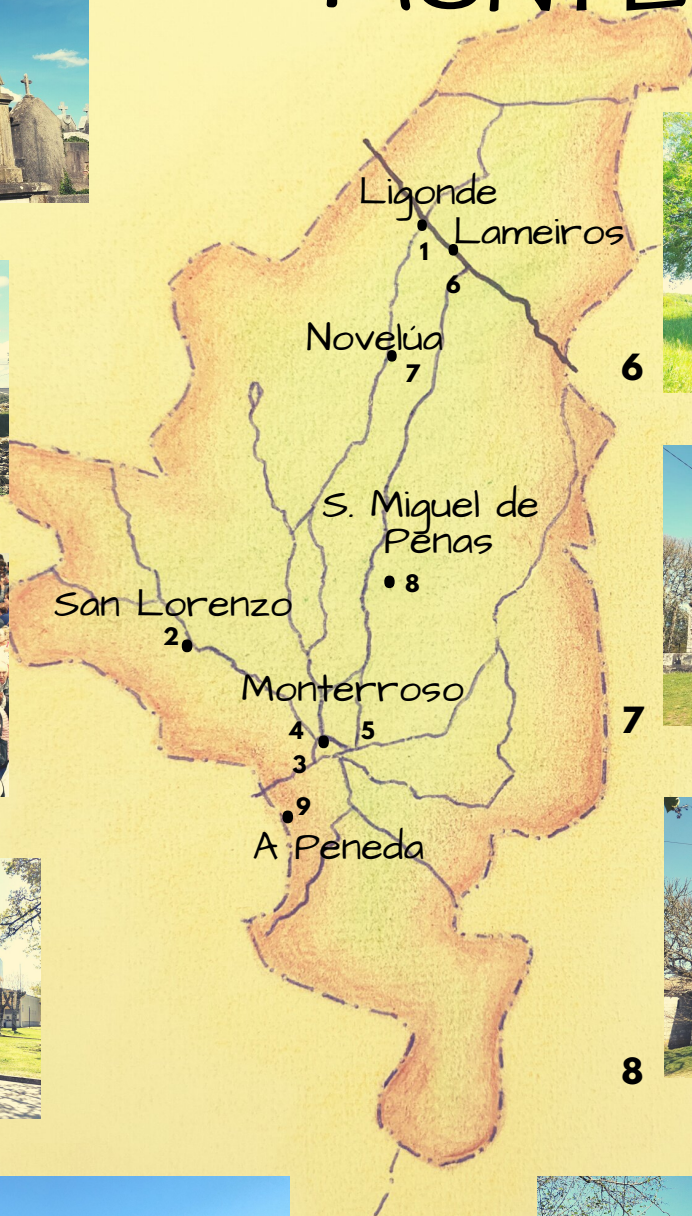 Ligonde
Lameiros
1
6
Novelúa
7
6
S. Miguel de
Penas
8
San Lorenzo
2
Monterroso
4
5
7
3
9
A Peneda
8